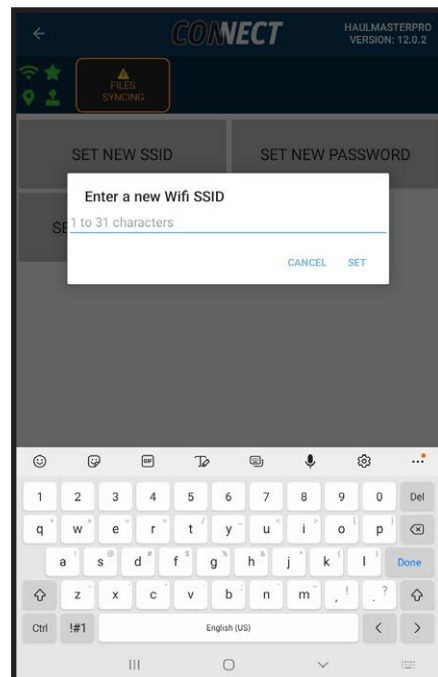 CONNECT
HAULMASTERPRO
VERSION: 12.0.2
FILES
SYNCING
SET NEW SSID
SET NEW PASSWORD
Enter a new Wifi SSID
1 to 31 characters
CANCEL SET
GIF
1 2 3 4 5 6 7 8 9 0 Del
q w e r t y u i o p
a s d f g h j k l Done
z x c v b n m , ! . ?
Ctrl !#1 English (US) < >